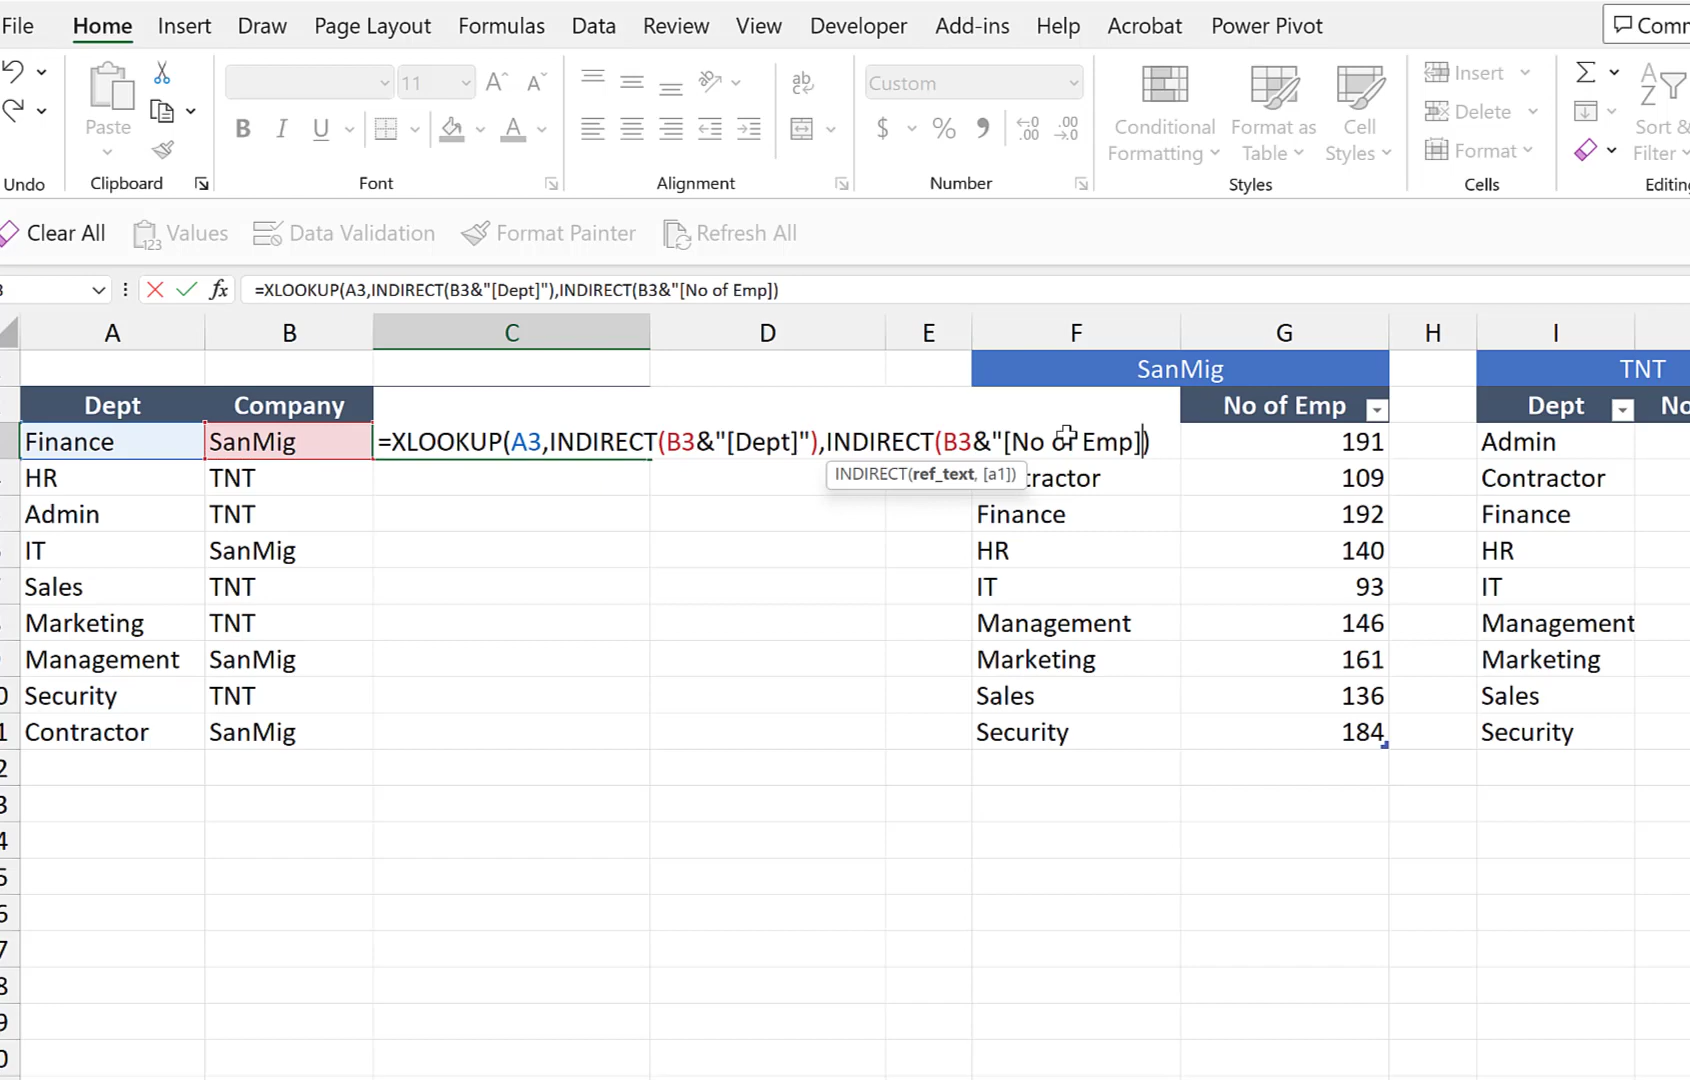 File Home Insert Draw Page Layout Formulas Data Review View Developer Add-ins Help Acrobat Power Pivot
11 Custom Insert
Paste Conditional Format as Cell Delete
Formatting Table Styles Format Filter
Undo Clipboard Font Alignment Number Styles Cells
Clear All Values Data Validation Format Painter Refresh All
=XLOOKUP(A3,INDIRECT(B3&"[Dept]"),INDIRECT(B3&"[No of Emp])
A B C D E F G H I
SanMig TNT
Dept Company No of Emp Dept No
Finance SanMig =XLOOKUP(A3,INDIRECT(B3&"[Dept]"),INDIRECT(B3&"[No of Emp]) 191 Admin
INDIRECT(ref_text, [a1])
HR TNT tractor 109 Contractor
Admin TNT Finance 192 Finance
IT SanMig HR 140 HR
Sales TNT IT 93 IT
Marketing TNT Management 146 Management
Management SanMig Marketing 161 Marketing
Security TNT Sales 136 Sales
Contractor SanMig Security 184 Security